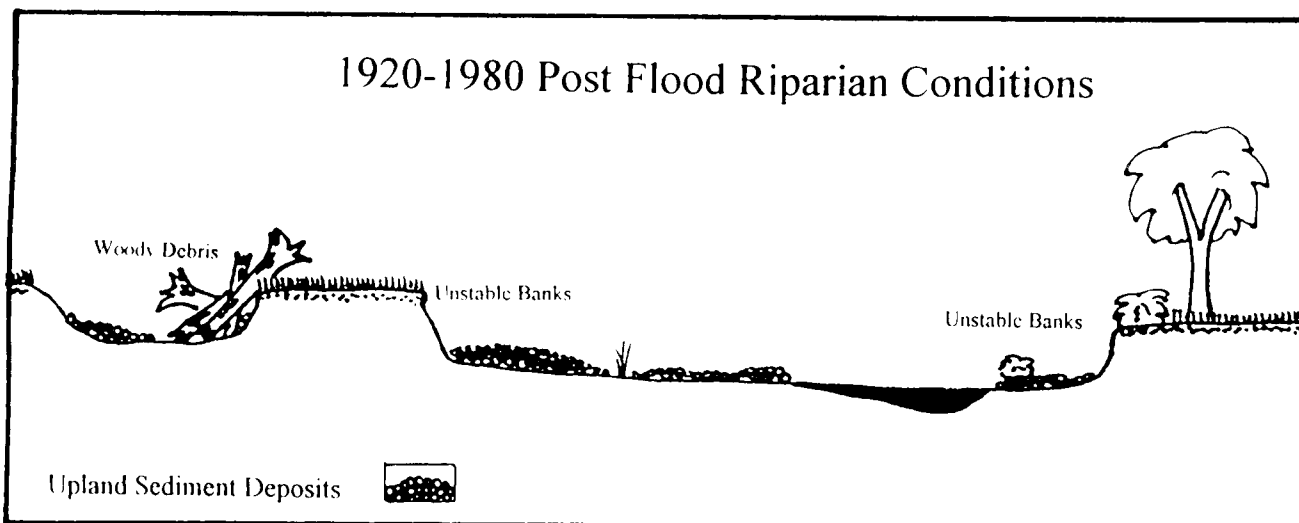 1920-1980 Post Flood Riparian Conditions
Woody Debris
Unstable Banks
Unstable Banks
Upland Sediment Deposits